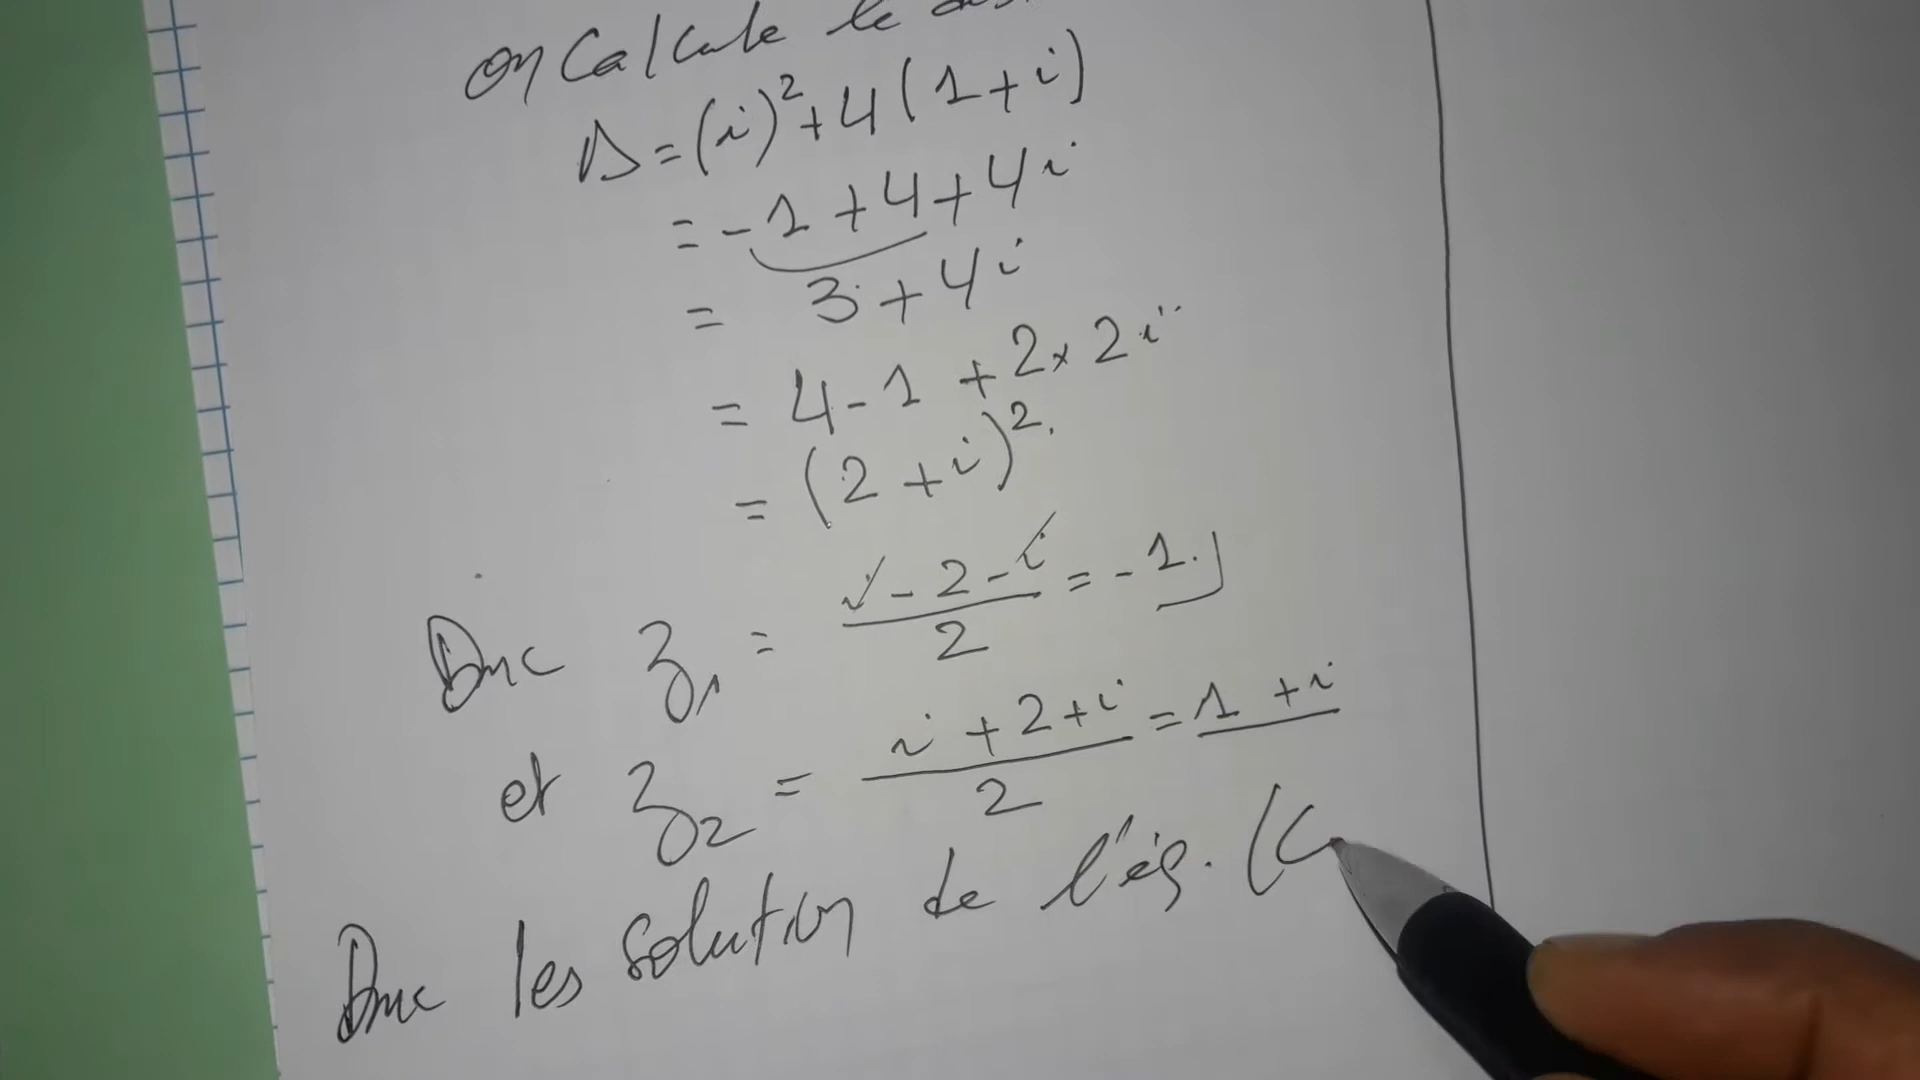 on Calcule le
Δ = (i)² + 4(1+i)
= -1 + 4 + 4i
= 3 + 4i
= 4 - 1 + 2 × 2i
= (2 + i)².
Donc z₁ = (i - 2 - i)/2 = -1.
et z₂ = (i + 2 + i)/2 = 1 + i
Donc les solution de l'éq. (